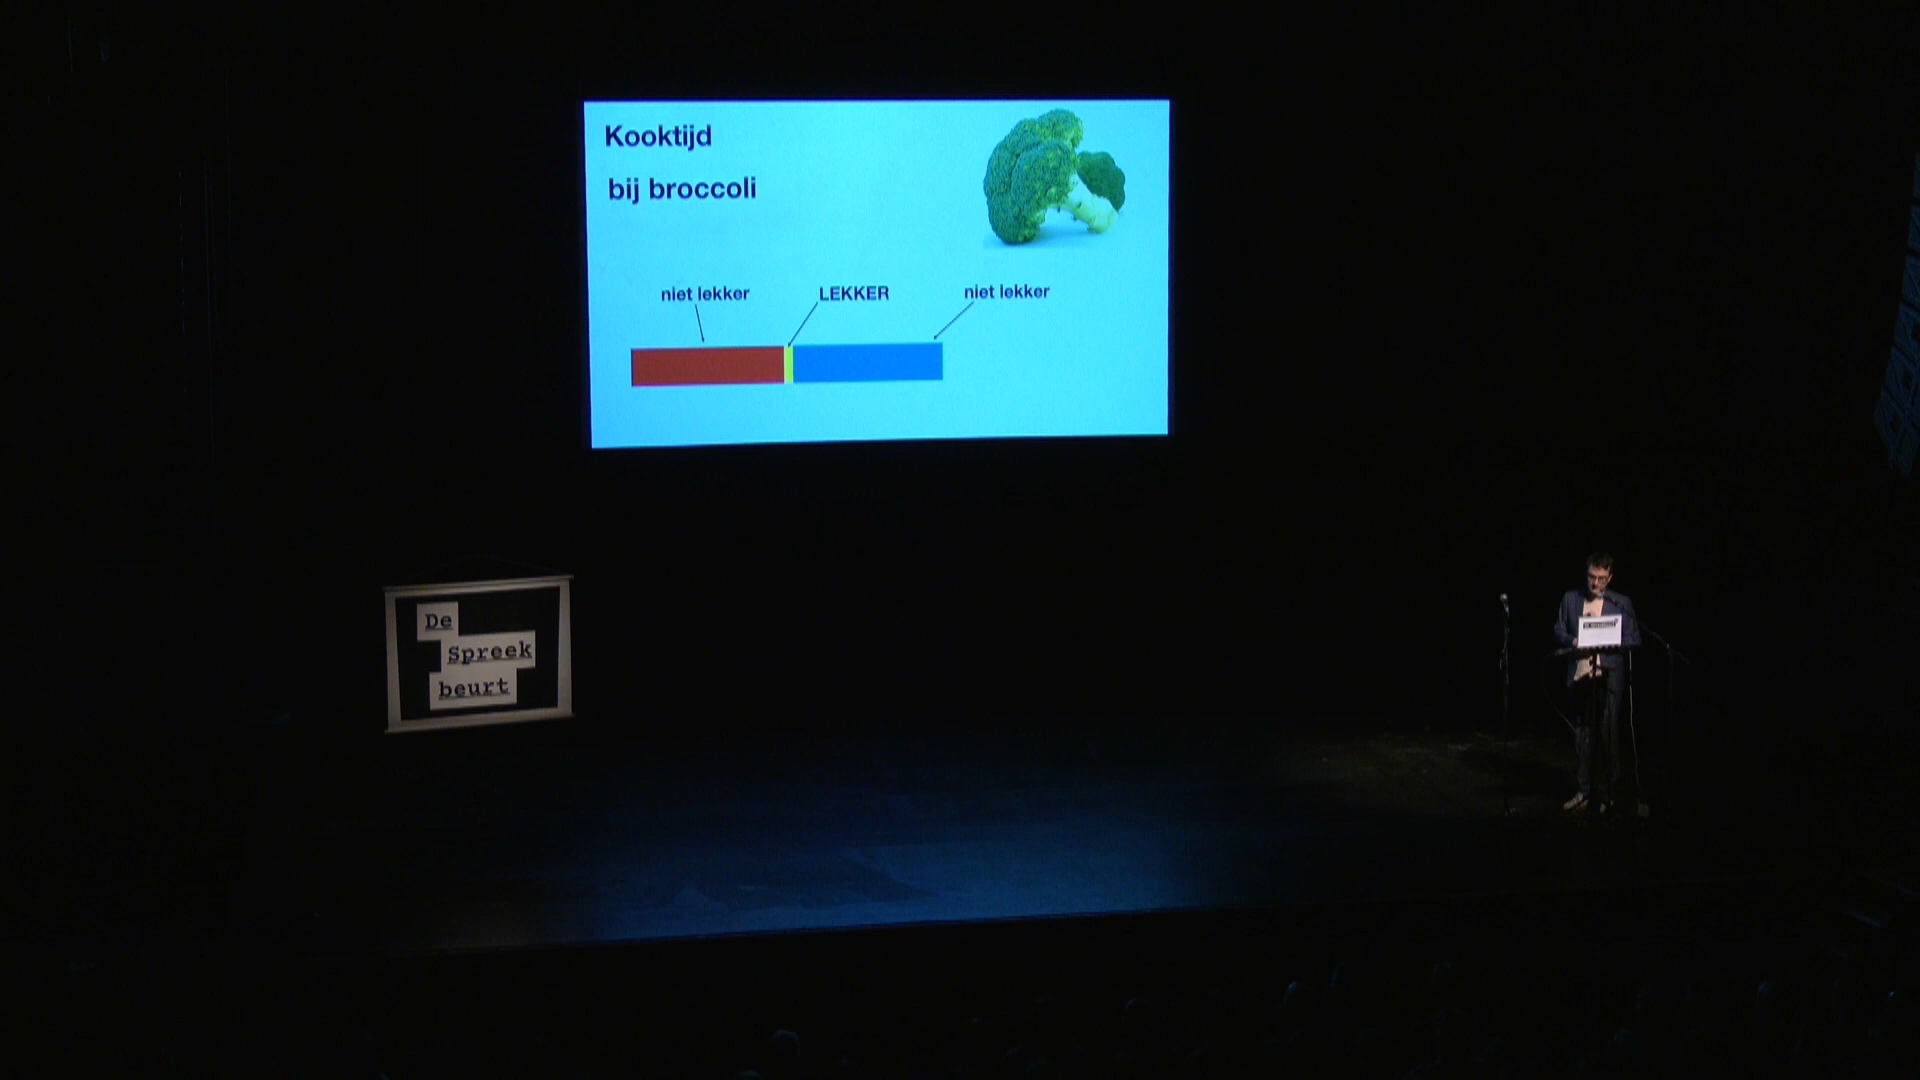 Kooktijd
bij broccoli
niet lekker
LEKKER
niet lekker
De
Spreek
beurt